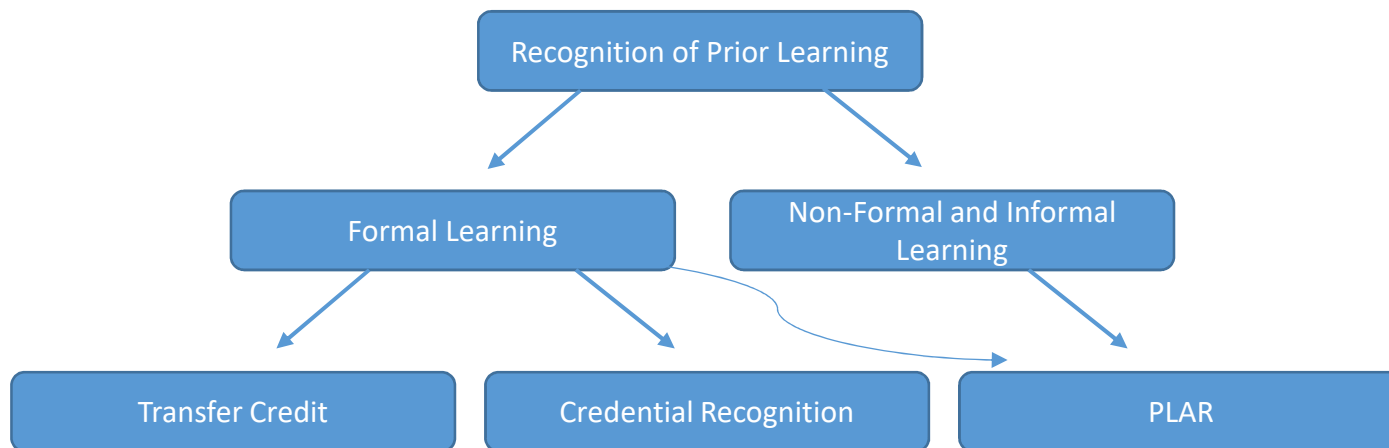 Recognition of Prior Learning
Formal Learning
Non-Formal and Informal
Learning
Transfer Credit
Credential Recognition
PLAR